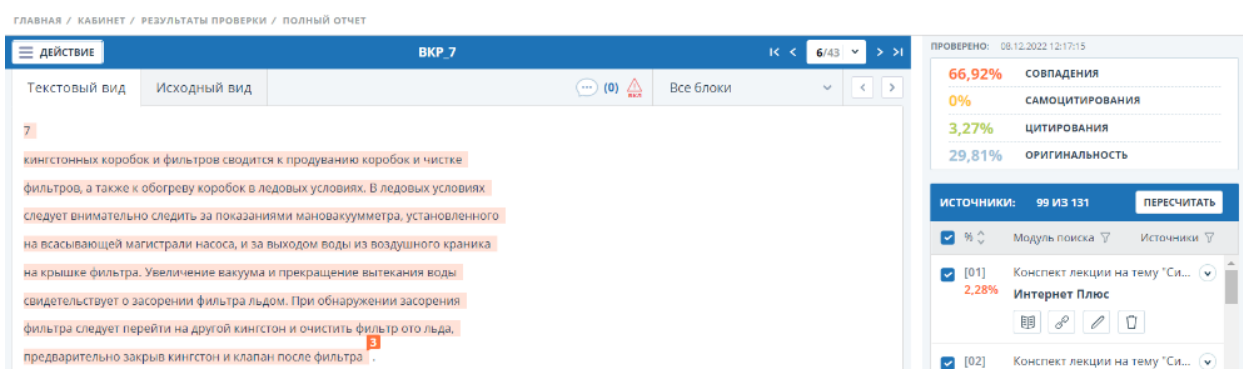 ГЛАВНАЯ / КАБИНЕТ / РЕЗУЛЬТАТЫ ПРОВЕРКИ / ПОЛНЫЙ ОТЧЕТ
ДЕЙСТВИЕ
ВКР_7
6/43
Текстовый вид
Исходный вид
(0)
ВКЛ
Все блоки
7
кингстонных коробок и фильтров сводится к продуванию коробок и чистке
фильтров, а также к обогреву коробок в ледовых условиях. В ледовых условиях
следует внимательно следить за показаниями мановакуумметра, установленного
на всасывающей магистрали насоса, и за выходом воды из воздушного краника
на крышке фильтра. Увеличение вакуума и прекращение вытекания воды
свидетельствует о засорении фильтра льдом. При обнаружении засорения
фильтра следует перейти на другой кингстон и очистить фильтр ото льда,
предварительно закрыв кингстон и клапан после фильтра 3 .
ПРОВЕРЕНО: 08.12.2022 12:17:15
66,92% СОВПАДЕНИЯ
0% САМОЦИТИРОВАНИЯ
3,27% ЦИТИРОВАНИЯ
29,81% ОРИГИНАЛЬНОСТЬ
ИСТОЧНИКИ: 99 ИЗ 131 ПЕРЕСЧИТАТЬ
% Модуль поиска Источники
[01] Конспект лекции на тему "Си...
2,28% Интернет Плюс
[02] Конспект лекции на тему "Си...